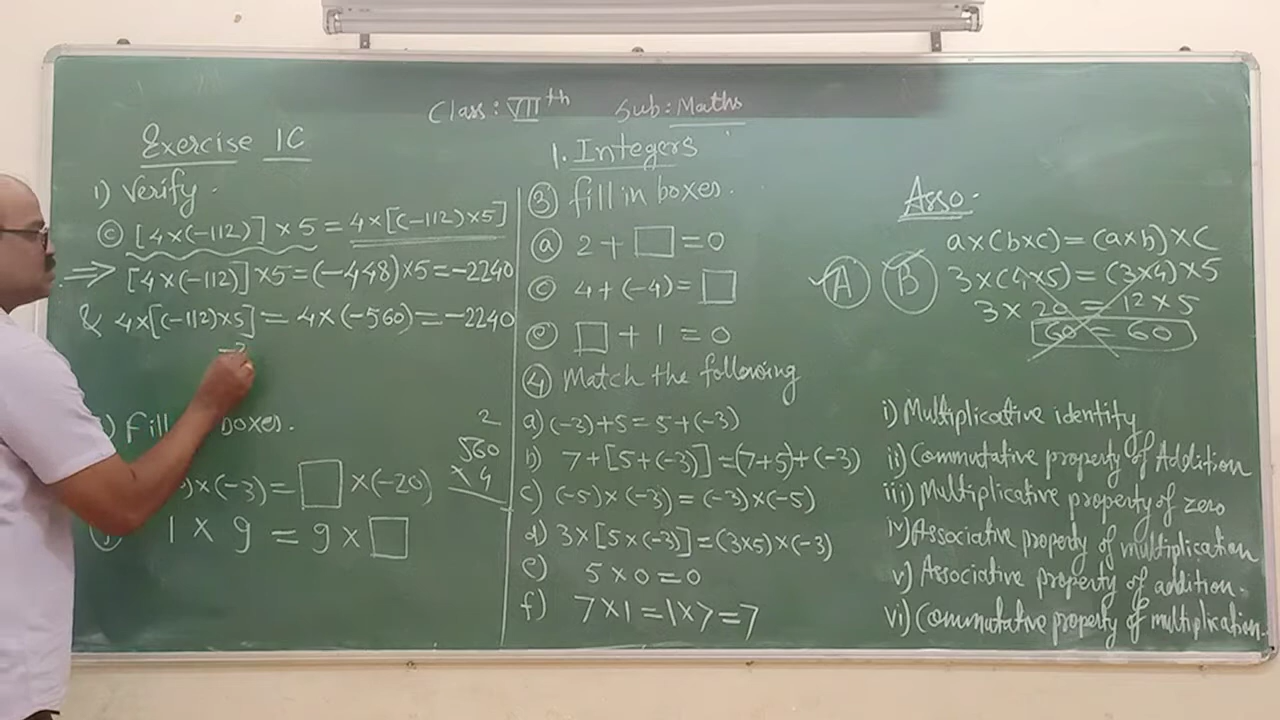 Class: VIIth Sub: Maths
Exercise 1C
1) Verify.
(c) [4×(-112)]×5 = 4×[(-112)×5]
⇒ [4×(-112)]×5=(-448)×5=-2240
& 4×[(-112)×5] = 4×(-560)=-2240
) Fill boxes.
)×(-3)= □ ×(-20)
1 × 9 = 9 × □
2
560
× 4
1. Integers
(3) fill in boxes.
(a) 2 + □ = 0
(c) 4 + (-4) = □
(e) □ + 1 = 0
(4) Match the following
a) (-3)+5=5+(-3)
b) 7+[5+(-3)]=(7+5)+(-3)
c) (-5)×(-3)=(-3)×(-5)
d) 3×[5×(-3)]=(3×5)×(-3)
e) 5×0=0
f) 7×1=1×7=7
Asso.
A B
a×(b×c)=(a×b)×c
3×(4×5)=(3×4)×5
3×20=12×5
60=60
i) Multiplicative identity
ii) Commutative property of Addition
iii) Multiplicative property of zero
iv) Associative property of multiplication
v) Associative property of addition.
vi) Commutative property of multiplication.